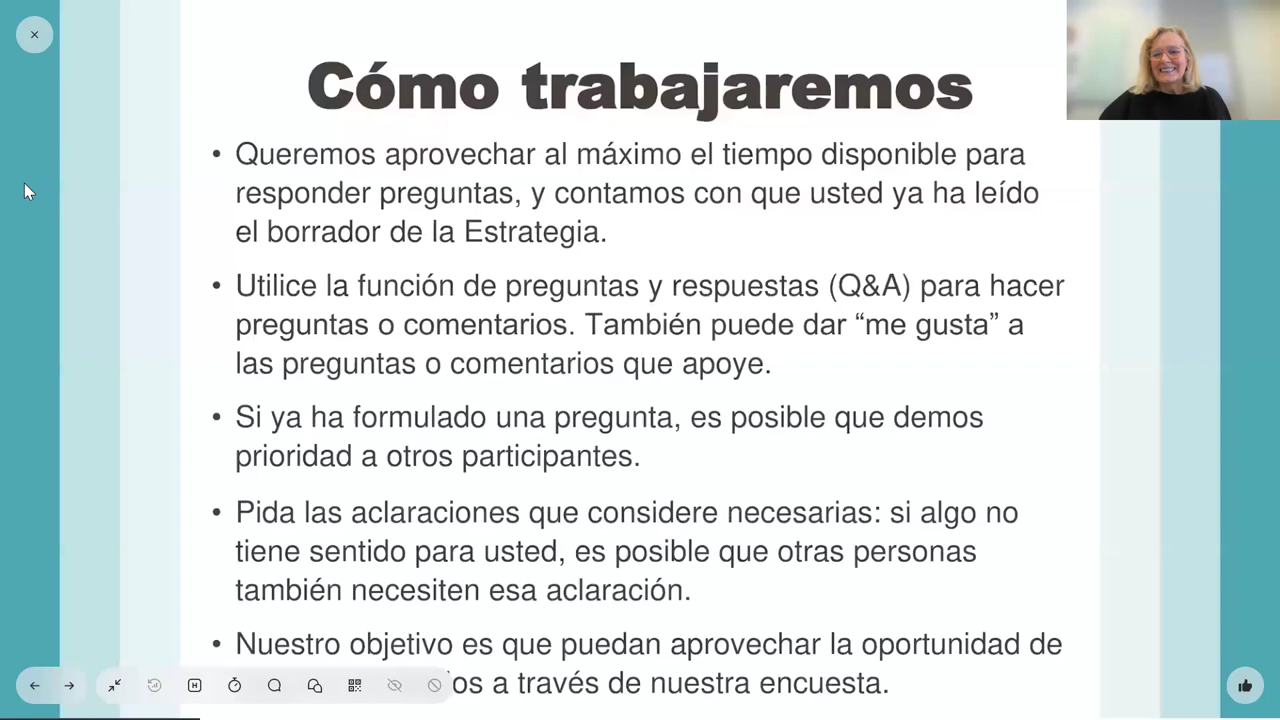 Cómo trabajaremos
• Queremos aprovechar al máximo el tiempo disponible para
responder preguntas, y contamos con que usted ya ha leído
el borrador de la Estrategia.
• Utilice la función de preguntas y respuestas (Q&A) para hacer
preguntas o comentarios. También puede dar “me gusta” a
las preguntas o comentarios que apoye.
• Si ya ha formulado una pregunta, es posible que demos
prioridad a otros participantes.
• Pida las aclaraciones que considere necesarias: si algo no
tiene sentido para usted, es posible que otras personas
también necesiten esa aclaración.
• Nuestro objetivo es que puedan aprovechar la oportunidad de
a través de nuestra encuesta.